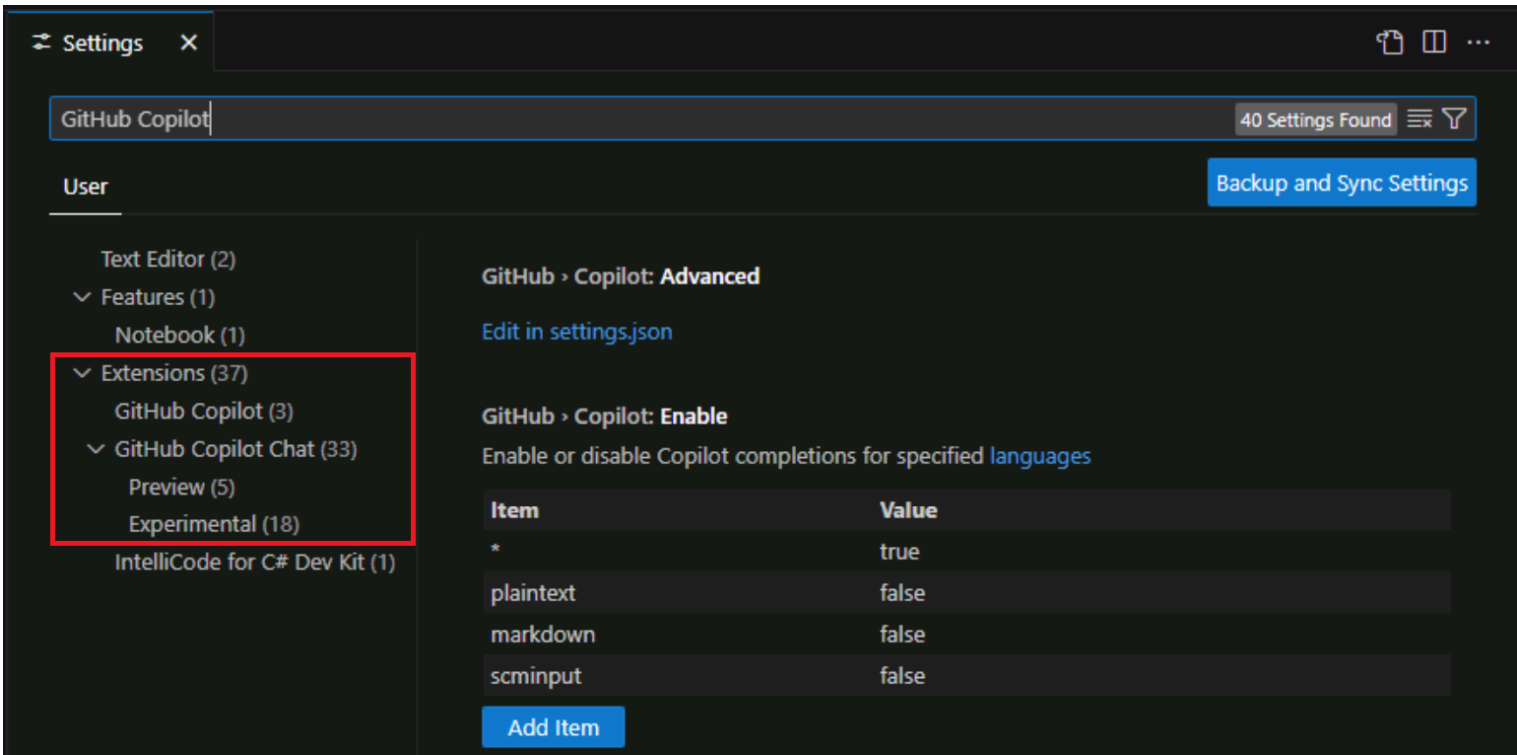 Settings
GitHub Copilot
40 Settings Found
User
Backup and Sync Settings
Text Editor (2)
Features (1)
Notebook (1)
Extensions (37)
GitHub Copilot (3)
GitHub Copilot Chat (33)
Preview (5)
Experimental (18)
IntelliCode for C# Dev Kit (1)
GitHub › Copilot: Advanced
Edit in settings.json
GitHub › Copilot: Enable
Enable or disable Copilot completions for specified languages
Item Value
* true
plaintext false
markdown false
scminput false
Add Item